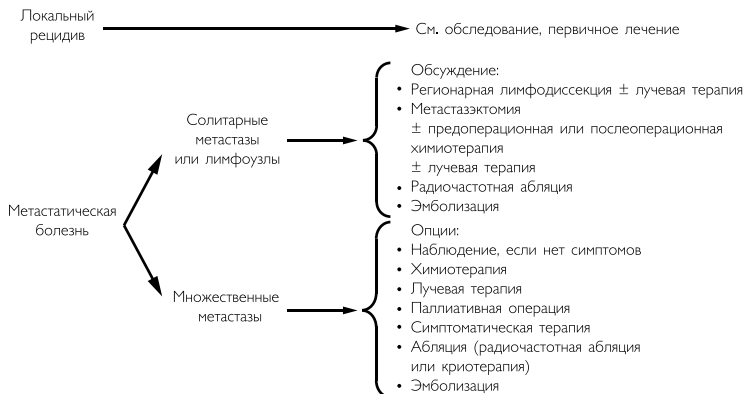 Локальный
рецидив
См. обследование, первичное лечение
Обсуждение:
• Регионарная лимфодиссекция ± лучевая терапия
• Метастазэктомия
± предоперационная или послеоперационная
химиотерапия
± лучевая терапия
• Радиочастотная абляция
• Эмболизация
Солитарные
метастазы
или лимфоузлы
Метастатическая
болезнь
Множественные
метастазы
Опции:
• Наблюдение, если нет симптомов
• Химиотерапия
• Лучевая терапия
• Паллиативная операция
• Симптоматическая терапия
• Абляция (радиочастотная абляция
или криотерапия)
• Эмболизация